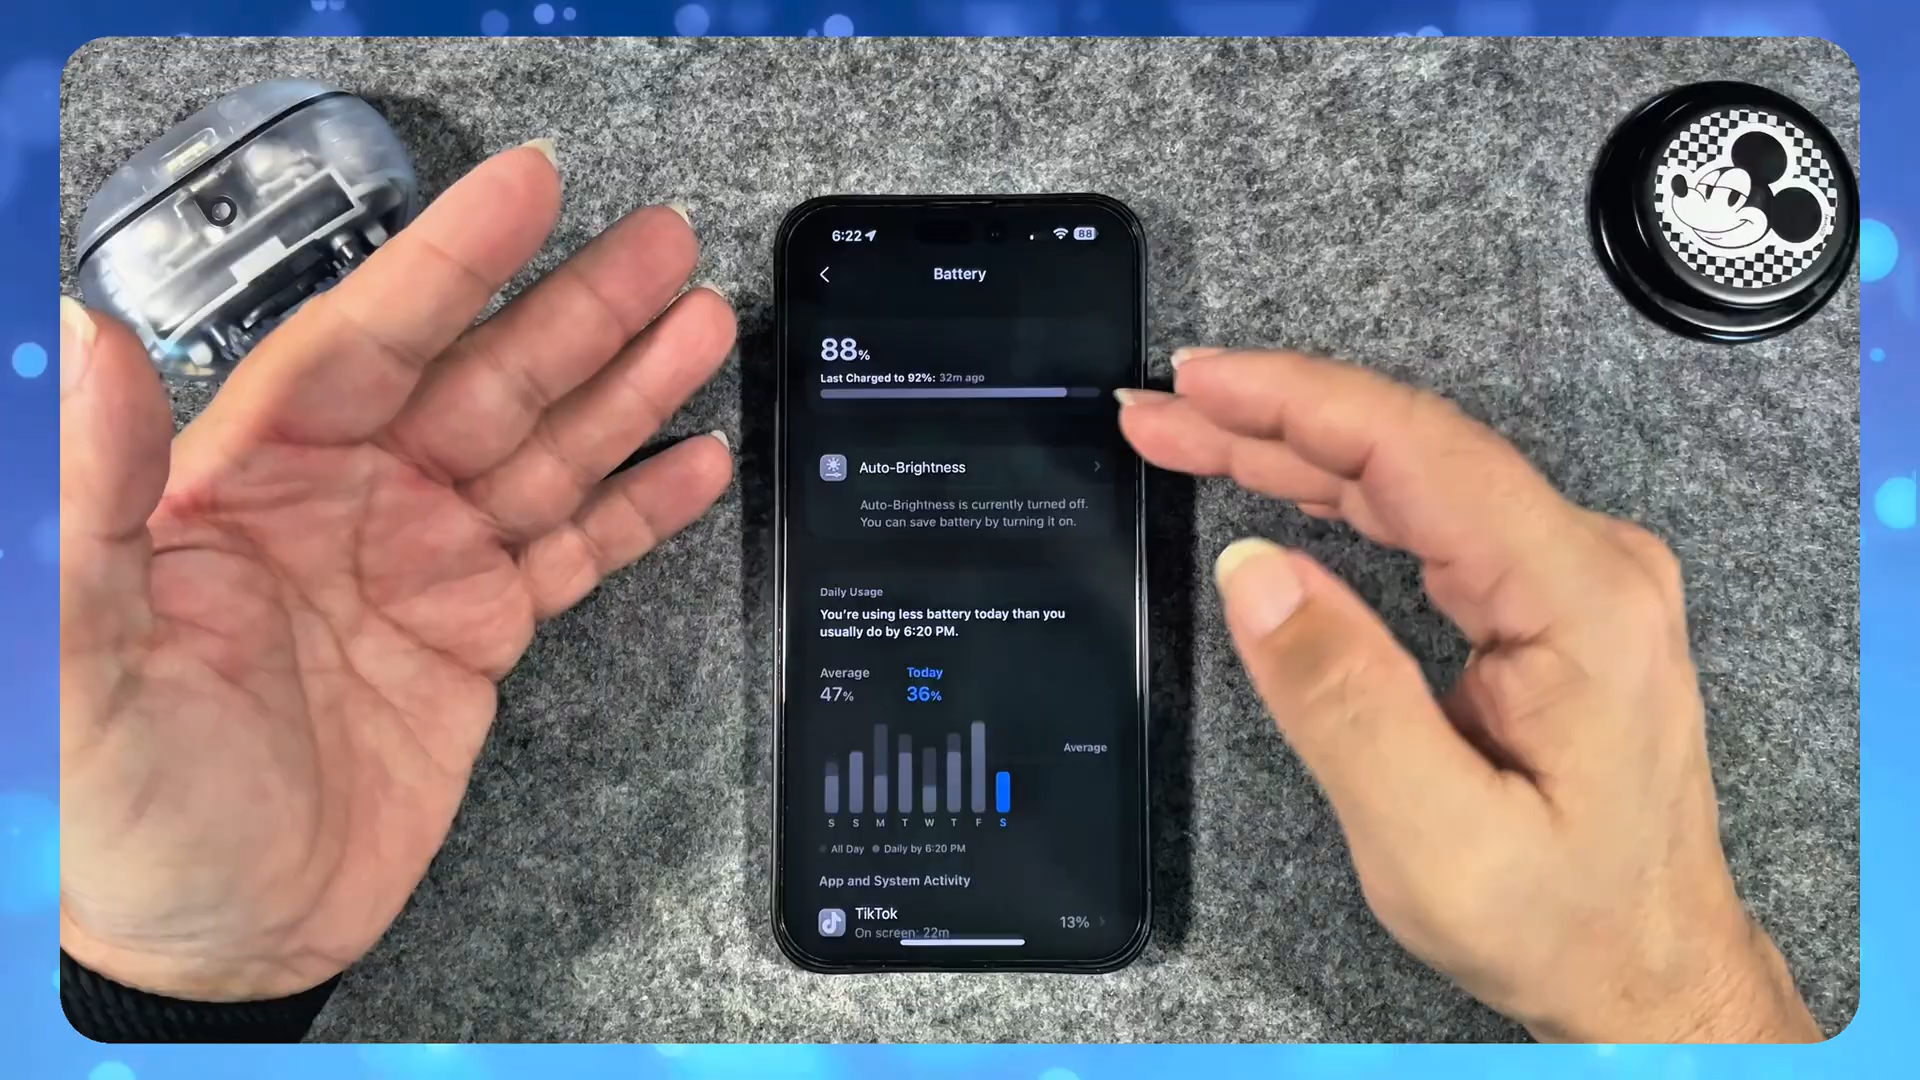 6:22
88
Battery
88%
Last Charged to 92%: 32m ago
Auto-Brightness
Auto-Brightness is currently turned off.
You can save battery by turning it on.
Daily Usage
You're using less battery today than you
usually do by 6:20 PM.
Average
Today
47%
36%
Average
S S M T W T F S
All Day Daily by 6:20 PM
App and System Activity
TikTok
13%
On screen: 22m